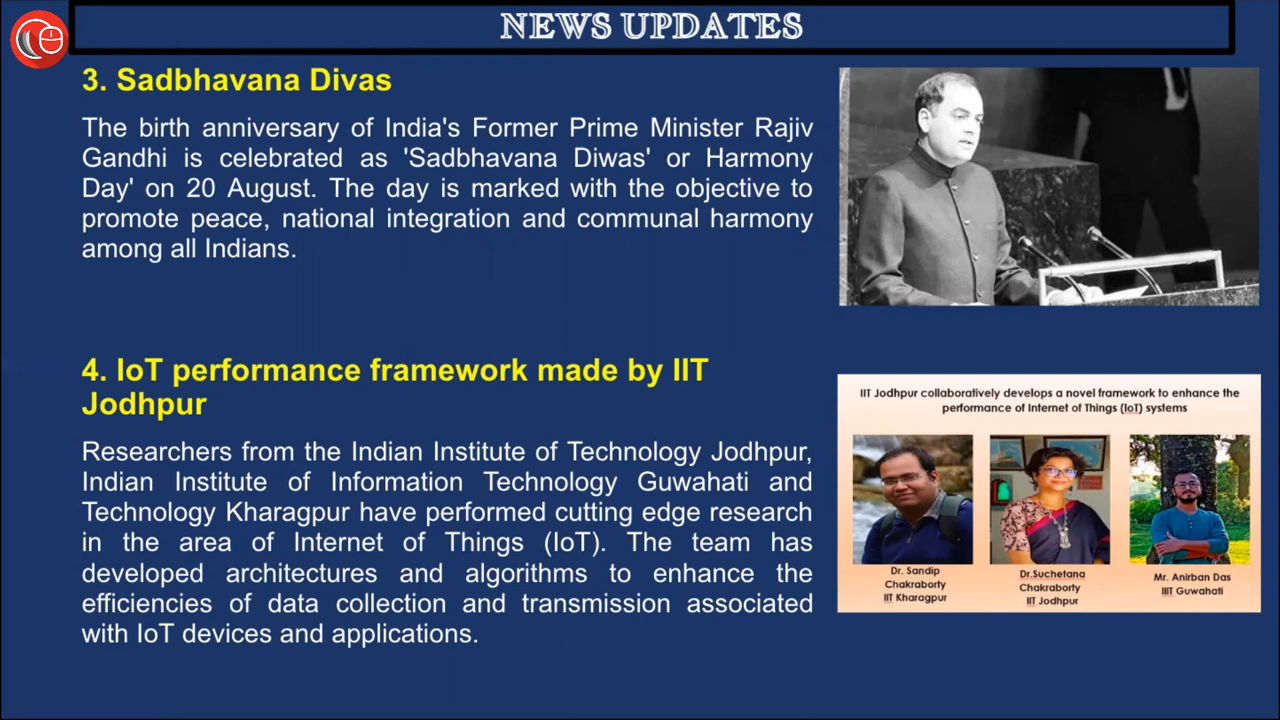 NEWS UPDATES
3. Sadbhavana Divas
The birth anniversary of India's Former Prime Minister Rajiv
Gandhi is celebrated as 'Sadbhavana Diwas' or Harmony
Day' on 20 August. The day is marked with the objective to
promote peace, national integration and communal harmony
among all Indians.
4. IoT performance framework made by IIT
Jodhpur
Researchers from the Indian Institute of Technology Jodhpur,
Indian Institute of Information Technology Guwahati and
Technology Kharagpur have performed cutting edge research
in the area of Internet of Things (IoT). The team has
developed architectures and algorithms to enhance the
efficiencies of data collection and transmission associated
with IoT devices and applications.
IIT Jodhpur collaboratively develops a novel framework to enhance the
performance of Internet of Things (IoT) systems
Dr. Sandip
Chakraborty
IIT Kharagpur
Dr.Suchetana
Chakraborty
IIT Jodhpur
Mr. Anirban Das
IIIT Guwahati